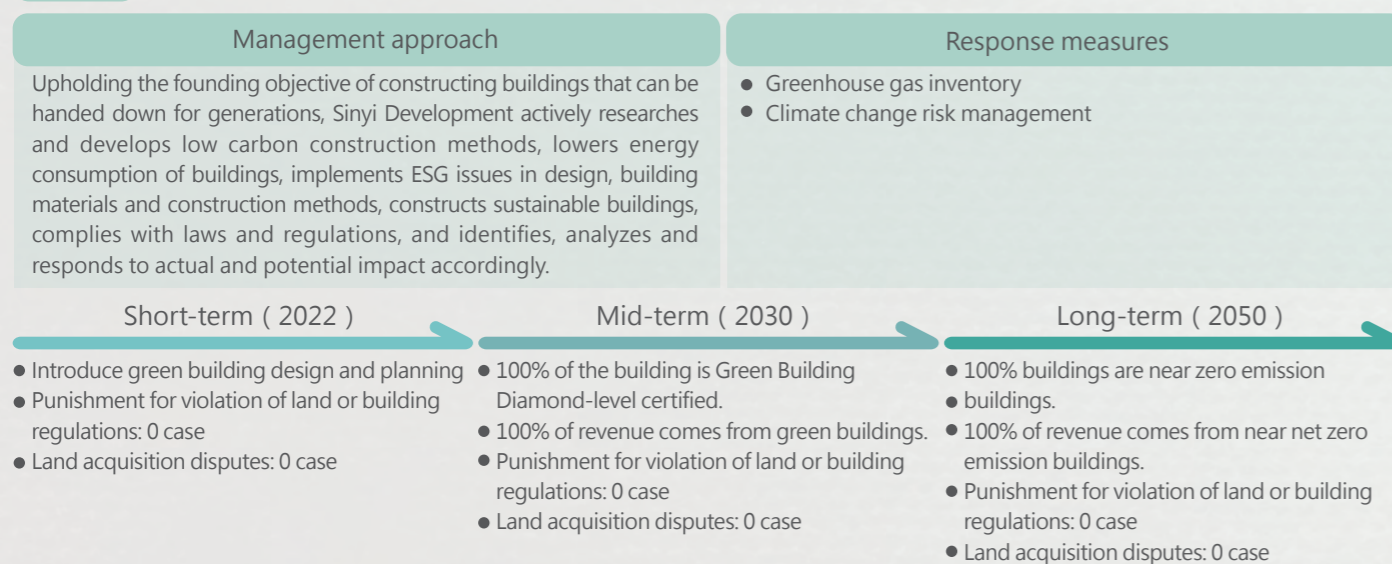 Management approach
Upholding the founding objective of constructing buildings that can be
handed down for generations, Sinyi Development actively researches
and develops low carbon construction methods, lowers energy
consumption of buildings, implements ESG issues in design, building
materials and construction methods, constructs sustainable buildings,
complies with laws and regulations, and identifies, analyzes and
responds to actual and potential impact accordingly.
Response measures
● Greenhouse gas inventory
● Climate change risk management
Short-term ( 2022 )
● Introduce green building design and planning
● Punishment for violation of land or building
regulations: 0 case
● Land acquisition disputes: 0 case
Mid-term ( 2030 )
● 100% of the building is Green Building
Diamond-level certified.
● 100% of revenue comes from green buildings.
● Punishment for violation of land or building
regulations: 0 case
● Land acquisition disputes: 0 case
Long-term ( 2050 )
● 100% buildings are near zero emission
● buildings.
● 100% of revenue comes from near net zero
emission buildings.
● Punishment for violation of land or building
regulations: 0 case
● Land acquisition disputes: 0 case